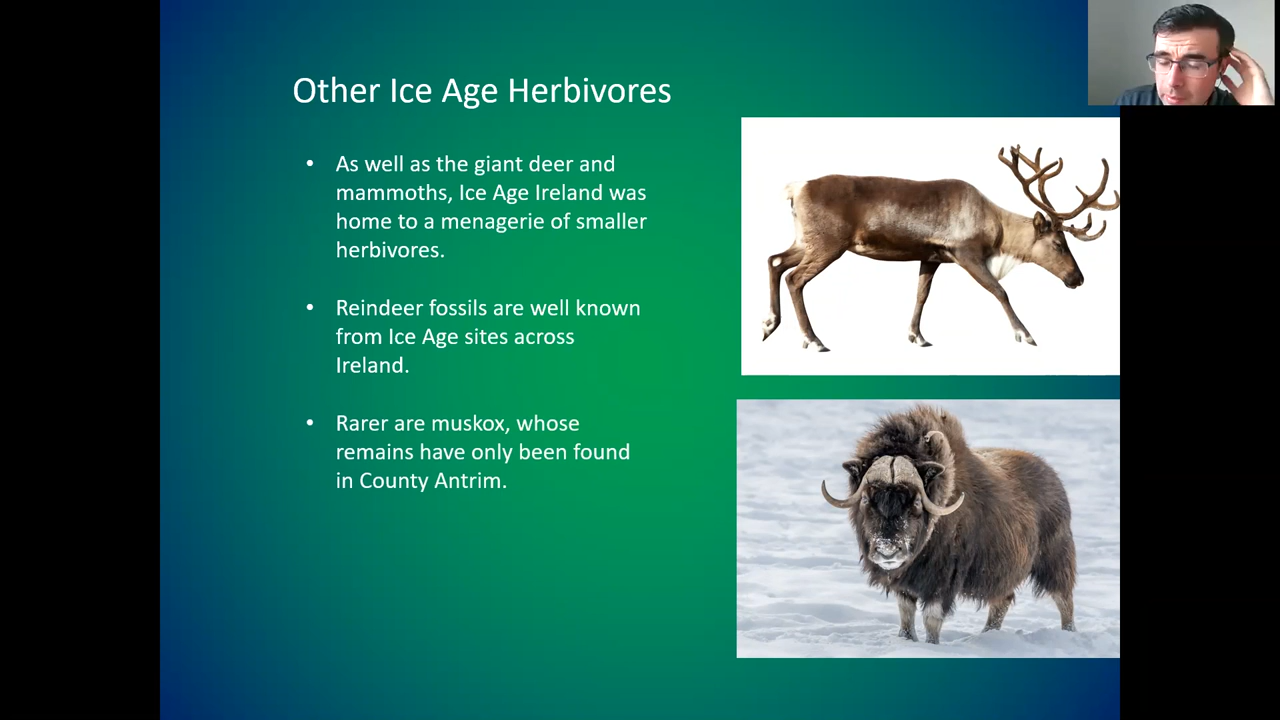 Other Ice Age Herbivores
• As well as the giant deer and
mammoths, Ice Age Ireland was
home to a menagerie of smaller
herbivores.
• Reindeer fossils are well known
from Ice Age sites across
Ireland.
• Rarer are muskox, whose
remains have only been found
in County Antrim.